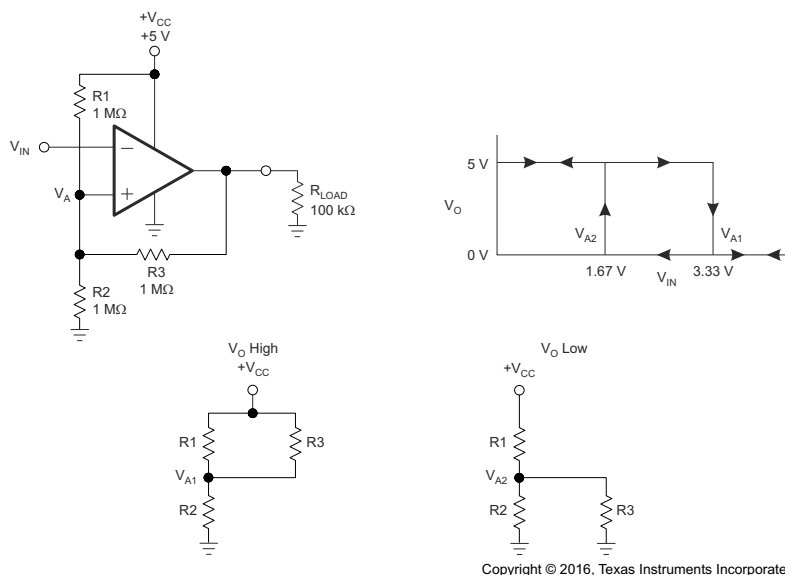 +VCC
+5 V
R1
1 MΩ
VIN
VA
−
+
RLOAD
100 kΩ
R3
1 MΩ
R2
1 MΩ
5 V
VO
0 V
VA2
VA1
1.67 V
VIN
3.33 V
VO High
+VCC
R1
R3
VA1
R2
VO Low
+VCC
R1
VA2
R2
R3
Copyright © 2016, Texas Instruments Incorporate